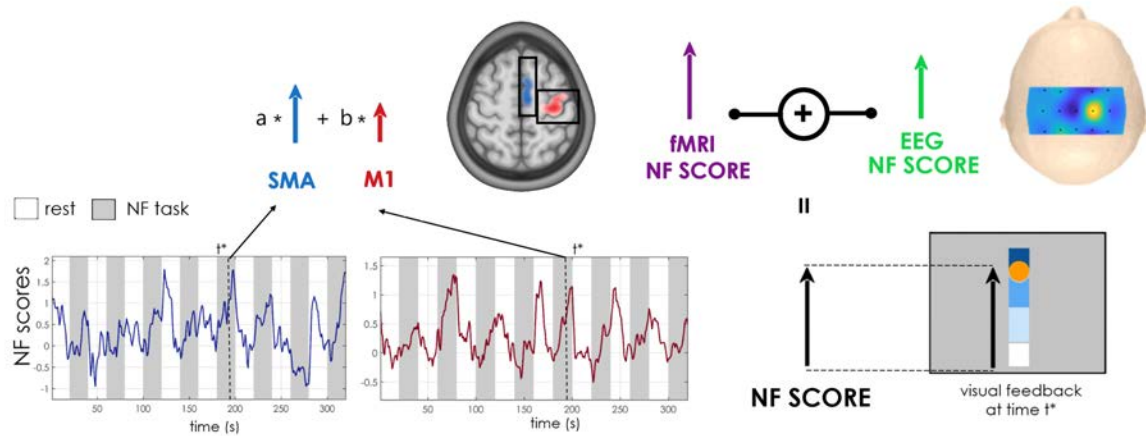 a * + b *
SMA M1
fMRI
NF SCORE
+
EEG
NF SCORE
=
rest NF task
t*
NF scores
1.5
1
0.5
0
-0.5
-1
50 100 150 200 250 300
time (s)
t*
1.5
1
0.5
0
-0.5
50 100 150 200 250 300
time (s)
NF SCORE
visual feedback
at time t*